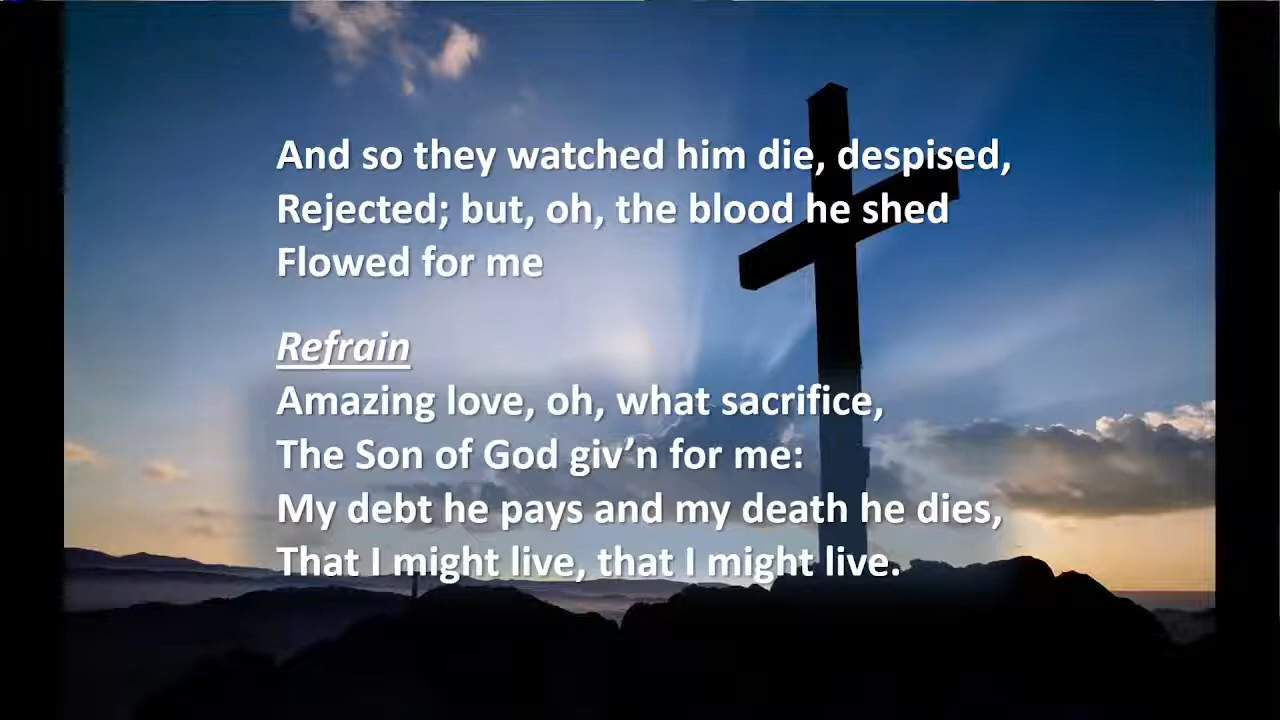 And so they watched him die, despised,
Rejected; but, oh, the blood he shed
Flowed for me
Refrain
Amazing love, oh, what sacrifice,
The Son of God giv’n for me:
My debt he pays and my death he dies,
That I might live, that I might live.